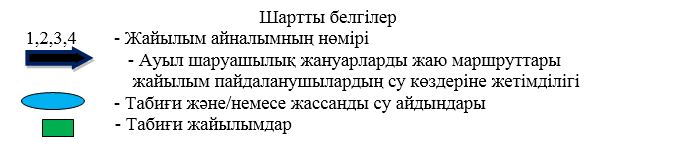 Шартты белгілер
1,2,3,4 - Жайылым айналымның нөмірі
- Ауыл шаруашылық жануарларды жаю маршруттары
жайылым пайдаланушылардың су көздеріне жетімділігі
- Табиғи және/немесе жассанды су айдындары
- Табиғи жайылымдар